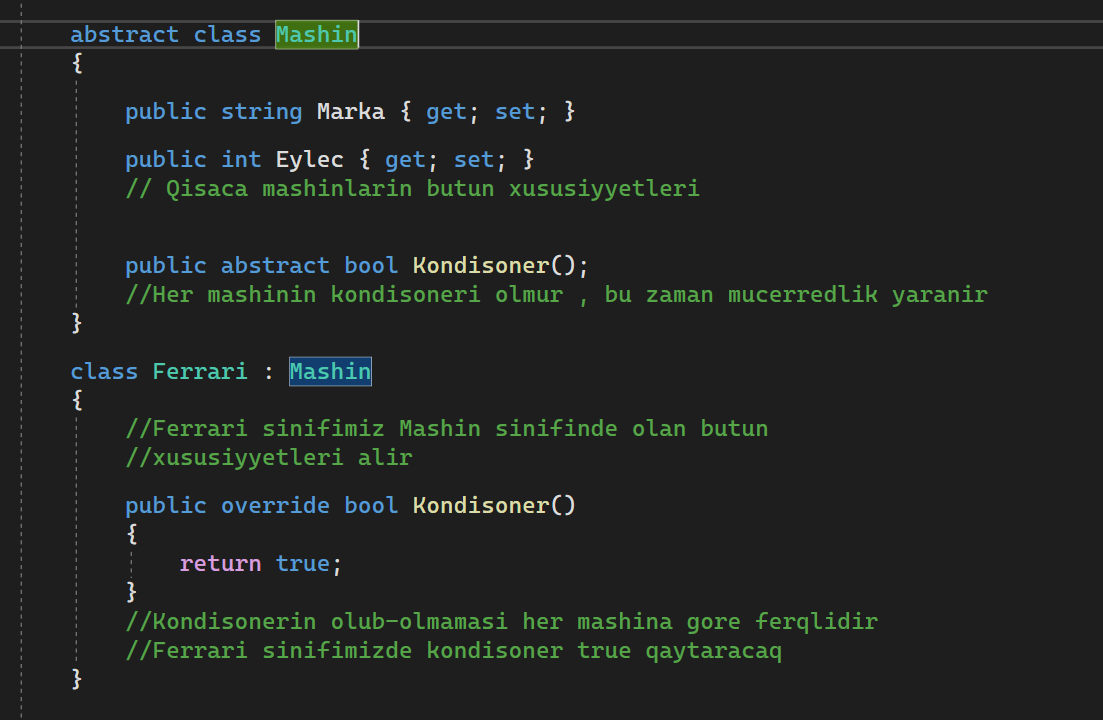 abstract class Mashin
{
public string Marka { get; set; }
public int Eylec { get; set; }
// Qisaca mashinlarin butun xususiyyetleri
public abstract bool Kondisoner();
//Her mashinin kondisoneri olmur , bu zaman mucerredlik yaranir
}
class Ferrari : Mashin
{
//Ferrari sinifimiz Mashin sinifinde olan butun
//xususiyyetleri alir
public override bool Kondisoner()
{
return true;
}
//Kondisonerin olub-olmamasi her mashina gore ferqlidir
//Ferrari sinifimizde kondisoner true qaytaracaq
}